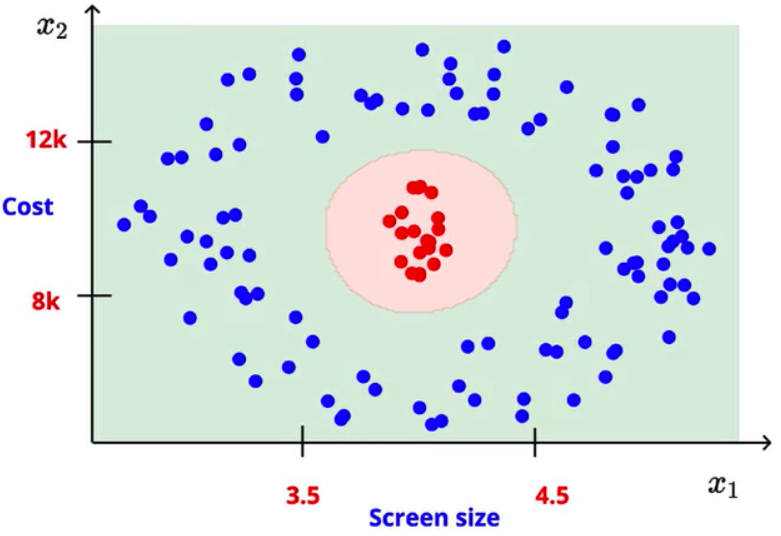 x₂
12k
Cost
8k
3.5
4.5
x₁
Screen size